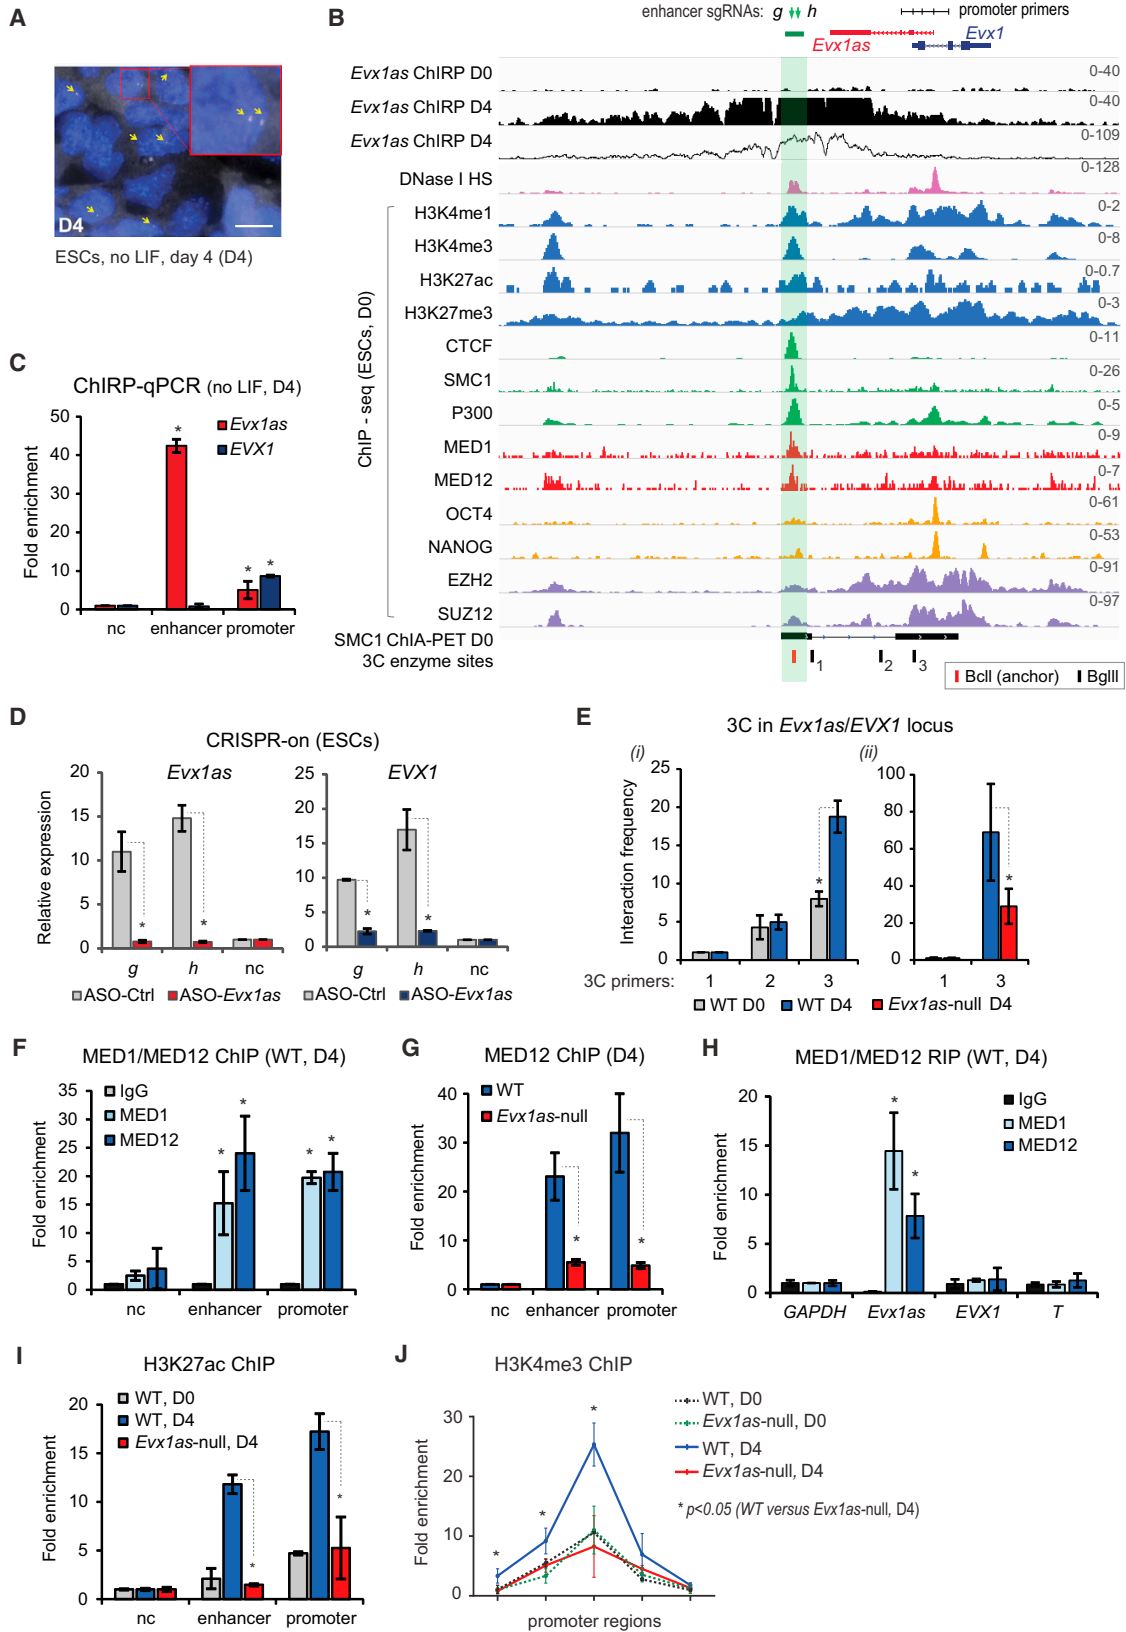 A
D4
ESCs, no LIF, day 4 (D4)
B
enhancer sgRNAs: g h
promoter primers
Evx1as
Evx1
Evx1as ChIRP D0 0-40
Evx1as ChIRP D4 0-40
Evx1as ChIRP D4 0-109
DNase I HS 0-128
ChIP - seq (ESCs, D0)
H3K4me1 0-2
H3K4me3 0-8
H3K27ac 0-0.7
H3K27me3 0-3
CTCF 0-11
SMC1 0-26
P300 0-5
MED1 0-9
MED12 0-7
OCT4 0-61
NANOG 0-53
EZH2 0-91
SUZ12 0-97
SMC1 ChIA-PET D0
3C enzyme sites
1 2 3
BclI (anchor) BglII
C
ChIRP-qPCR (no LIF, D4)
Fold enrichment
50
40
30
20
10
0
Evx1as
EVX1
* * *
nc enhancer promoter
D
CRISPR-on (ESCs)
Evx1as
EVX1
Relative expression
20
15
10
5
0
* *
g h nc
25
20
15
10
5
0
* *
g h nc
ASO-Ctrl ASO-Evx1as ASO-Ctrl ASO-Evx1as
E
3C in Evx1as/EVX1 locus
(i)
(ii)
Interaction frequency
25
20
15
10
5
0
*
100
80
60
40
20
0
*
3C primers: 1 2 3 1 3
WT D0 WT D4 Evx1as-null D4
F
MED1/MED12 ChIP (WT, D4)
Fold enrichment
35
30
25
20
15
10
5
0
IgG
MED1
MED12
* * * *
nc enhancer promoter
G
MED12 ChIP (D4)
Fold enrichment
40
30
20
10
0
WT
Evx1as-null
* *
nc enhancer promoter
H
MED1/MED12 RIP (WT, D4)
Fold enrichment
20
15
10
5
0
IgG
MED1
MED12
* *
GAPDH Evx1as EVX1 T
I
H3K27ac ChIP
Fold enrichment
20
15
10
5
0
WT, D0
WT, D4
Evx1as-null, D4
* *
nc enhancer promoter
J
H3K4me3 ChIP
Fold enrichment
30
20
10
0
* * *
WT, D0
Evx1as-null, D0
WT, D4
Evx1as-null, D4
* p<0.05 (WT versus Evx1as-null, D4)
promoter regions